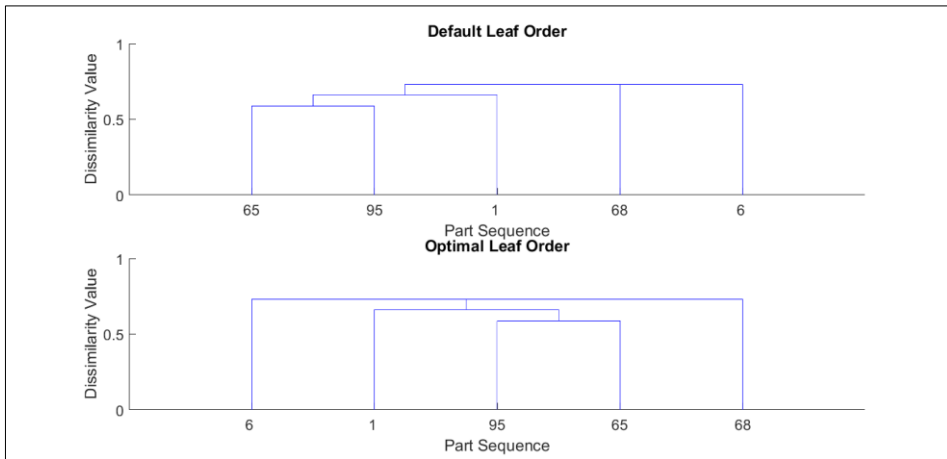 Default Leaf Order
Dissimilarity Value
1
0.5
0
65 95 1 68 6
Part Sequence
Optimal Leaf Order
Dissimilarity Value
1
0.5
0
6 1 95 65 68
Part Sequence